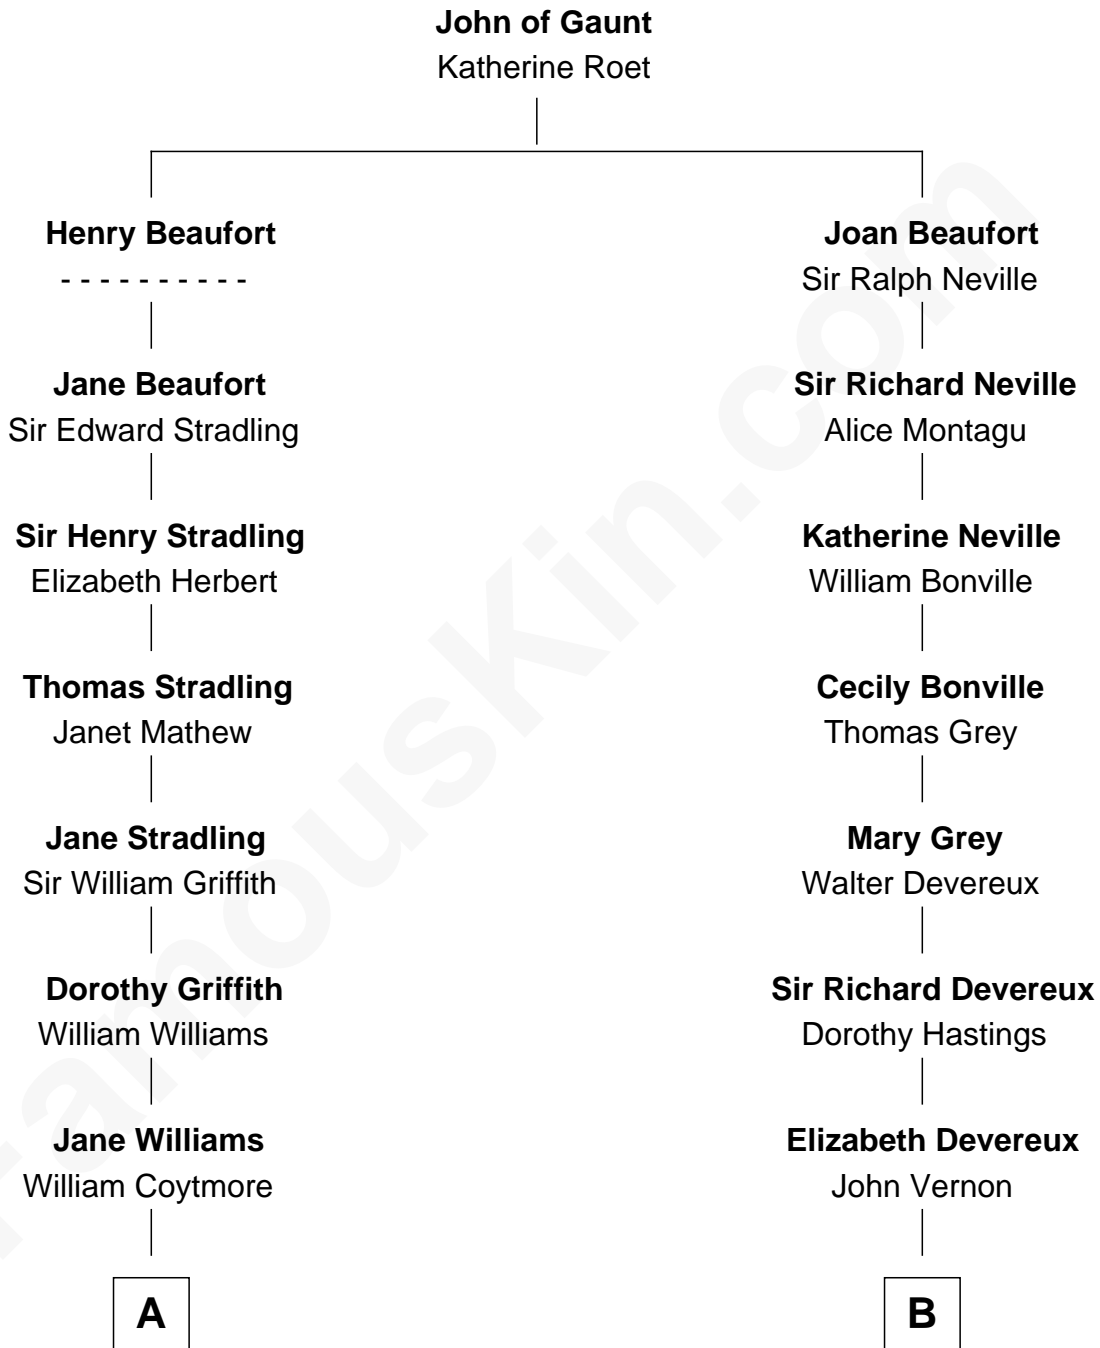 John of Gaunt
Katherine Roet
Henry Beaufort
- - - - - - - - - -
Jane Beaufort
Sir Edward Stradling
Sir Henry Stradling
Elizabeth Herbert
Thomas Stradling
Janet Mathew
Jane Stradling
Sir William Griffith
Dorothy Griffith
William Williams
Jane Williams
William Coytmore
A
Joan Beaufort
Sir Ralph Neville
Sir Richard Neville
Alice Montagu
Katherine Neville
William Bonville
Cecily Bonville
Thomas Grey
Mary Grey
Walter Devereux
Sir Richard Devereux
Dorothy Hastings
Elizabeth Devereux
John Vernon
B
FamousKin.com